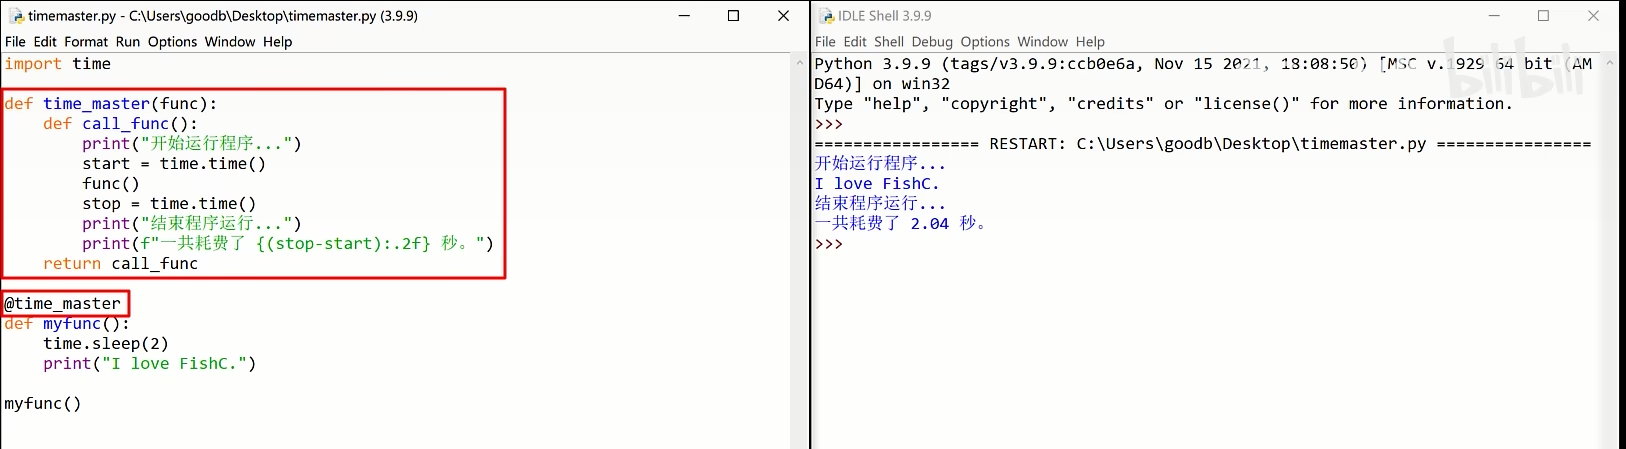 timemaster.py - C:\Users\goodb\Desktop\timemaster.py (3.9.9)
File Edit Format Run Options Window Help
import time
def time_master(func):
    def call_func():
        print("开始运行程序...")
        start = time.time()
        func()
        stop = time.time()
        print("结束程序运行...")
        print(f"一共耗费了 {(stop-start):.2f} 秒。")
    return call_func
@time_master
def myfunc():
    time.sleep(2)
    print("I love FishC.")
myfunc()
IDLE Shell 3.9.9
File Edit Shell Debug Options Window Help
Python 3.9.9 (tags/v3.9.9:ccb0e6a, Nov 15 2021, 18:08:50) [MSC v.1929 64 bit (AM
D64)] on win32
Type "help", "copyright", "credits" or "license()" for more information.
>>>
================= RESTART: C:\Users\goodb\Desktop\timemaster.py ================
开始运行程序...
I love FishC.
结束程序运行...
一共耗费了 2.04 秒。
>>>
bilibili